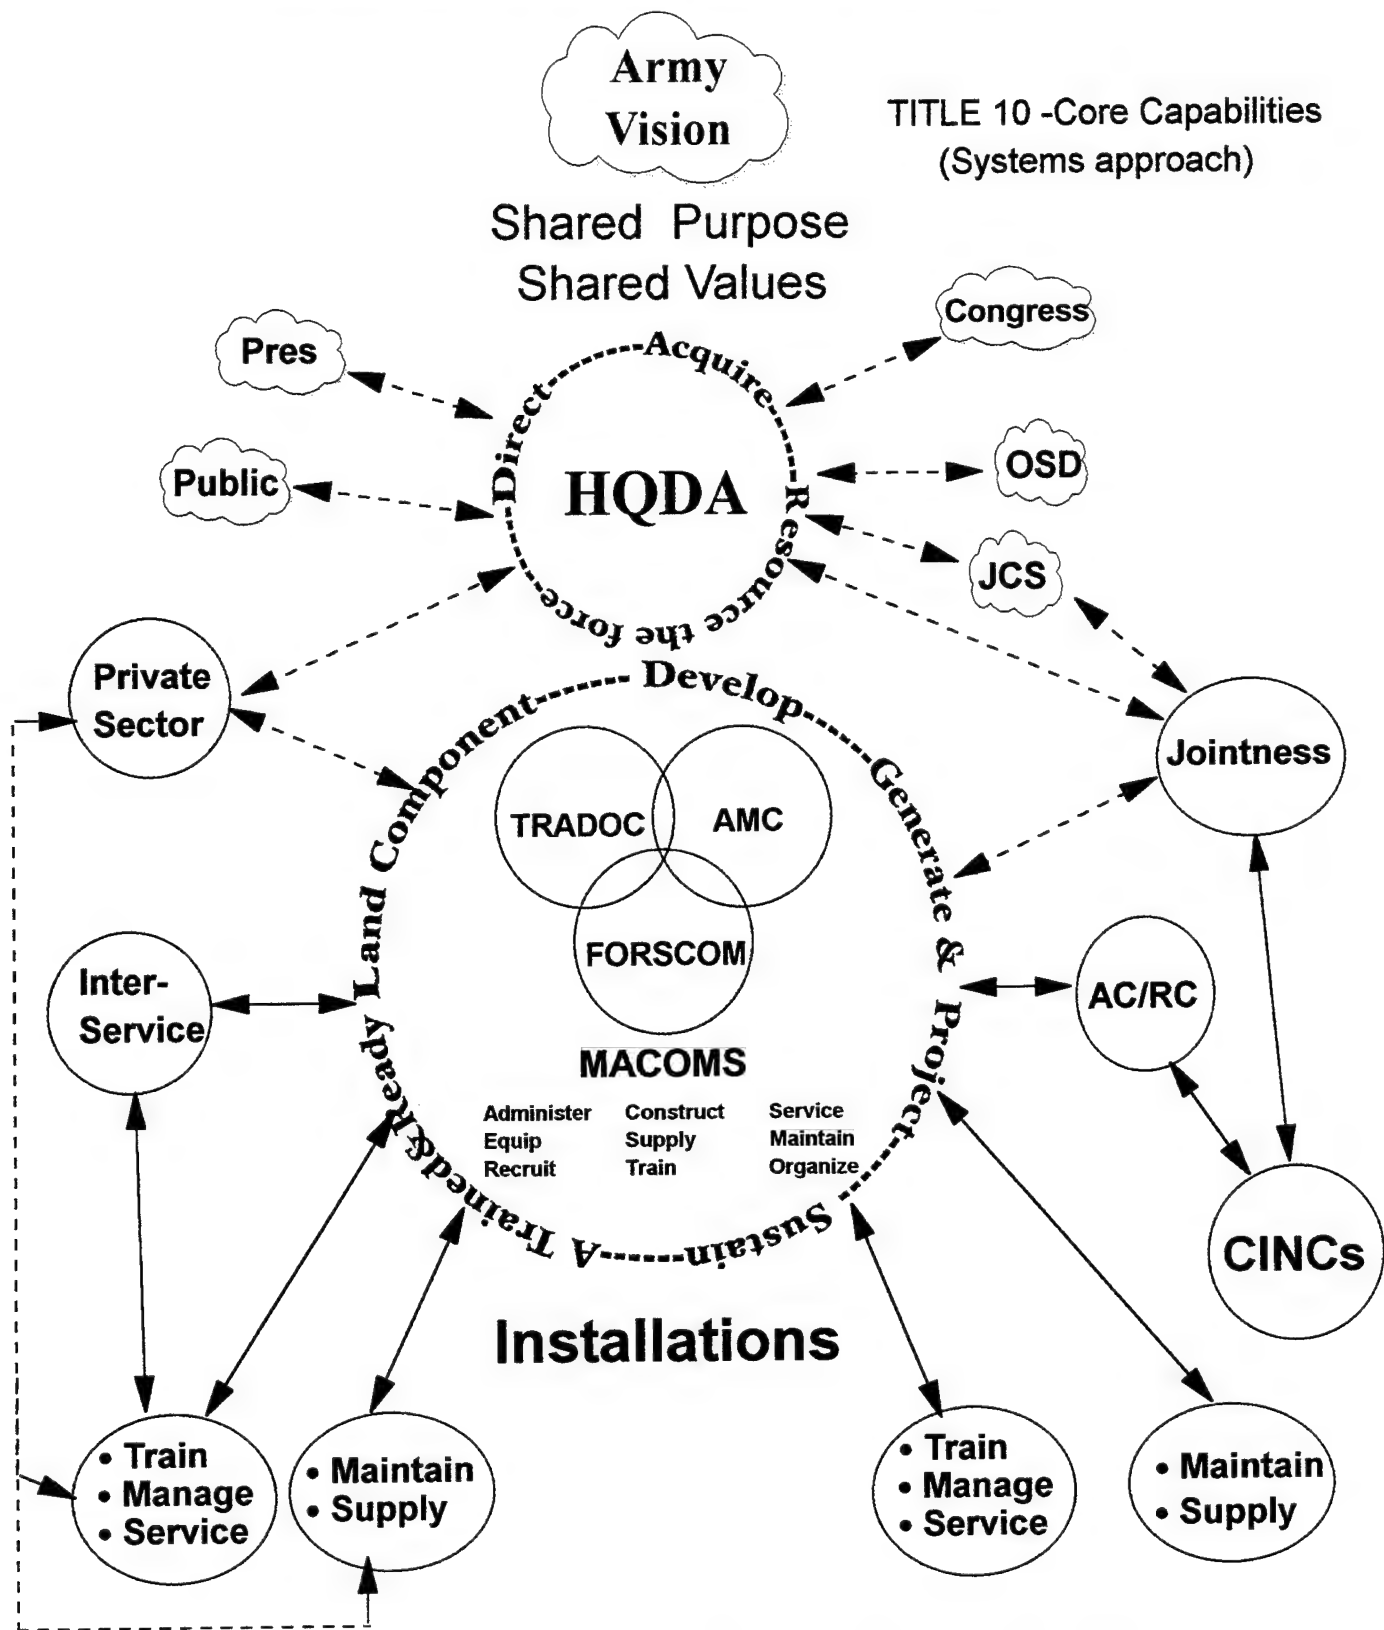 Army
Vision
TITLE 10 -Core Capabilities
(Systems approach)
Shared Purpose
Shared Values
Pres
Congress
Public
OSD
JCS
Direct-------Acquire------Resource the force-----
HQDA
Private
Sector
Jointness
Develop------Generate & Project------Sustain------A Trained&Ready Land Component------
TRADOC
AMC
FORSCOM
Inter-
Service
AC/RC
MACOMS
Administer Construct Service
Equip Supply Maintain
Recruit Train Organize
CINCs
Installations
• Train
• Manage
• Service
• Maintain
• Supply
• Train
• Manage
• Service
• Maintain
• Supply